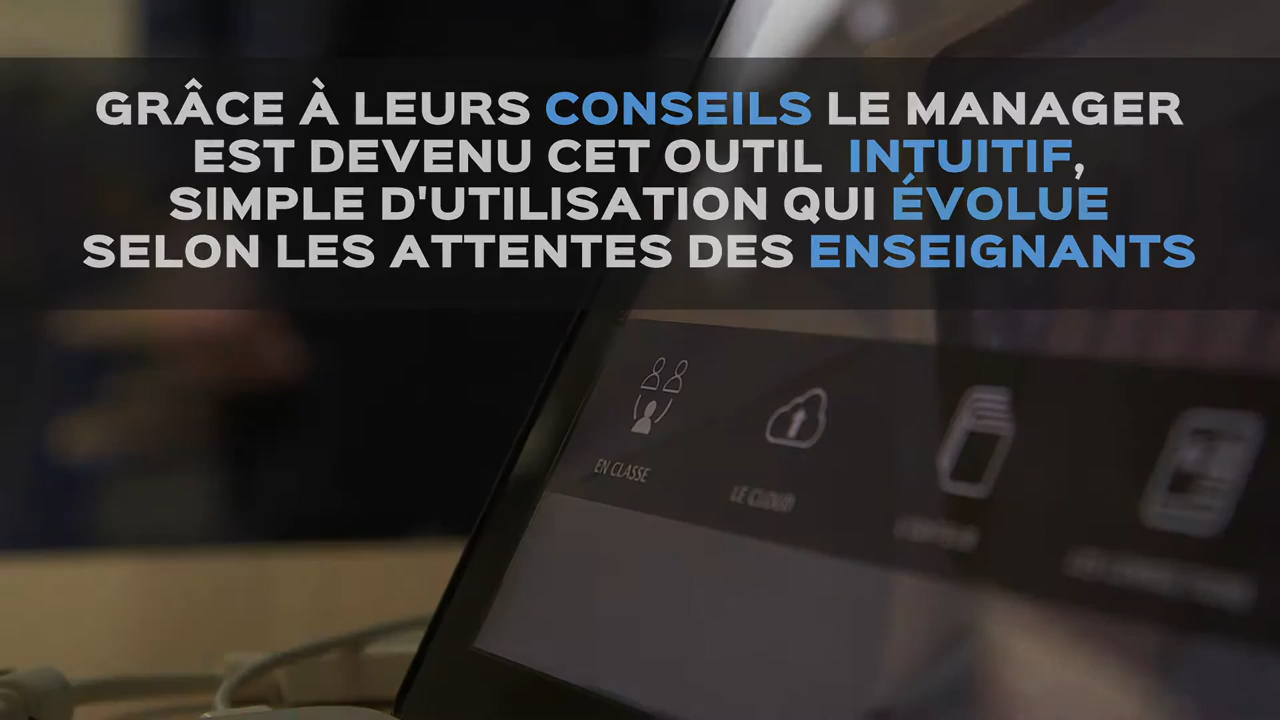 GRÂCE À LEURS CONSEILS LE MANAGER
EST DEVENU CET OUTIL INTUITIF,
SIMPLE D'UTILISATION QUI ÉVOLUE
SELON LES ATTENTES DES ENSEIGNANTS
EN CLASSE
LE CLOUD